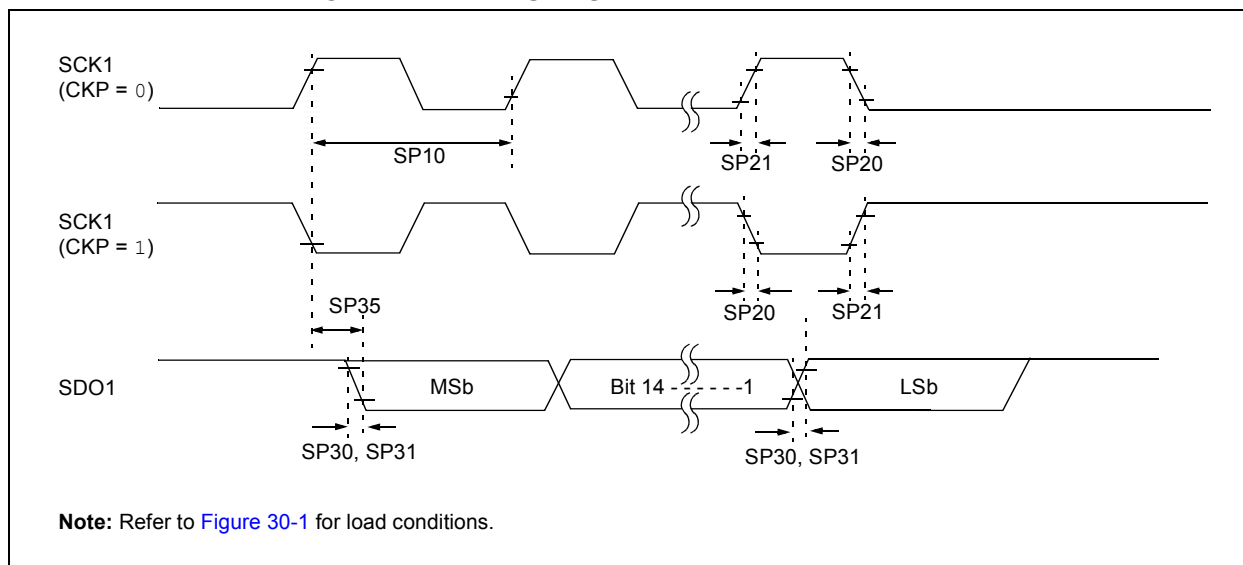 SCK1
(CKP = 0)
SP10
SP21
SP20
SCK1
(CKP = 1)
SP35
SP20
SP21
SDO1
MSb
Bit 14 - - - - - -1
LSb
SP30, SP31
SP30, SP31
Note: Refer to Figure 30-1 for load conditions.